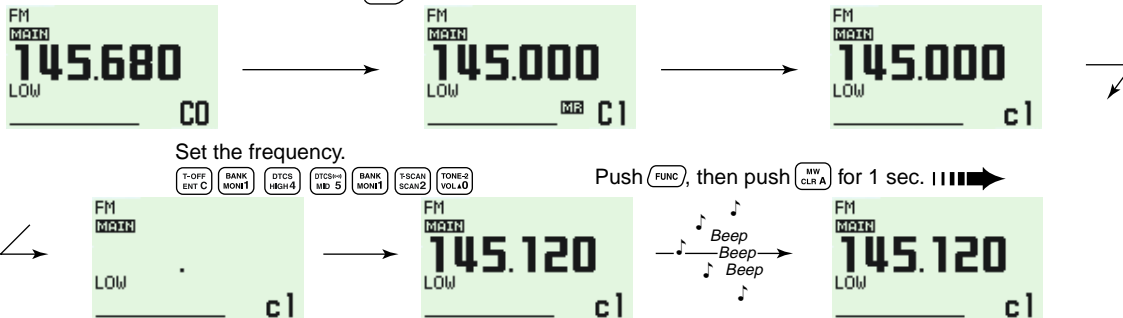 FM
MAIN
145.680
LOW
C0
FM
MAIN
145.000
LOW
MR C1
FM
MAIN
145.000
LOW
c1
Set the frequency.
T-OFF BANK DTCS DTCS BANK T-SCAN TONE-2
ENT C MONI1 HIGH4 MID 5 MONI1 SCAN2 VOL▲0
Push FUNC, then push MW CLR A for 1 sec.
FM
MAIN
.
LOW
c1
FM
MAIN
145.120
LOW
c1
Beep
Beep
Beep
FM
MAIN
145.120
LOW
c1